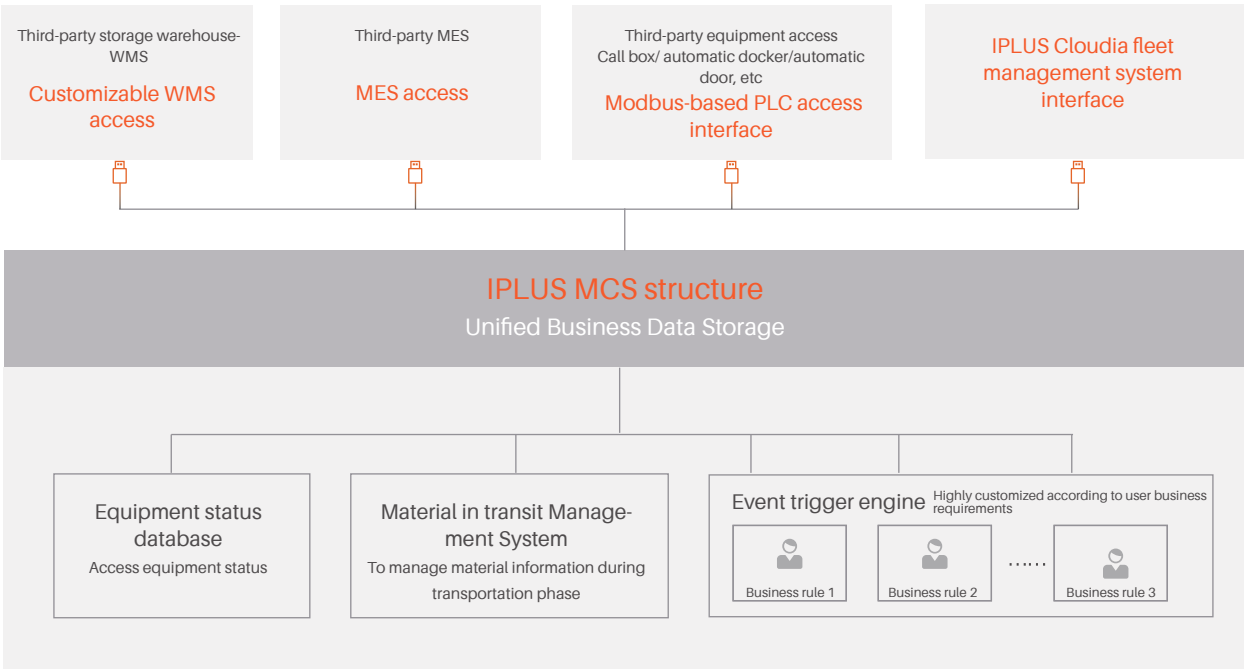 Third-party storage warehouse-
WMS
Customizable WMS
access
Third-party MES
MES access
Third-party equipment access
Call box/ automatic docker/automatic
door, etc
Modbus-based PLC access
interface
IPLUS Cloudia fleet
management system
interface
IPLUS MCS structure
Unified Business Data Storage
Equipment status
database
Access equipment status
Material in transit Manage-
ment System
To manage material information during
transportation phase
Event trigger engine
Highly customized according to user business
requirements
Business rule 1
Business rule 2
……
Business rule 3